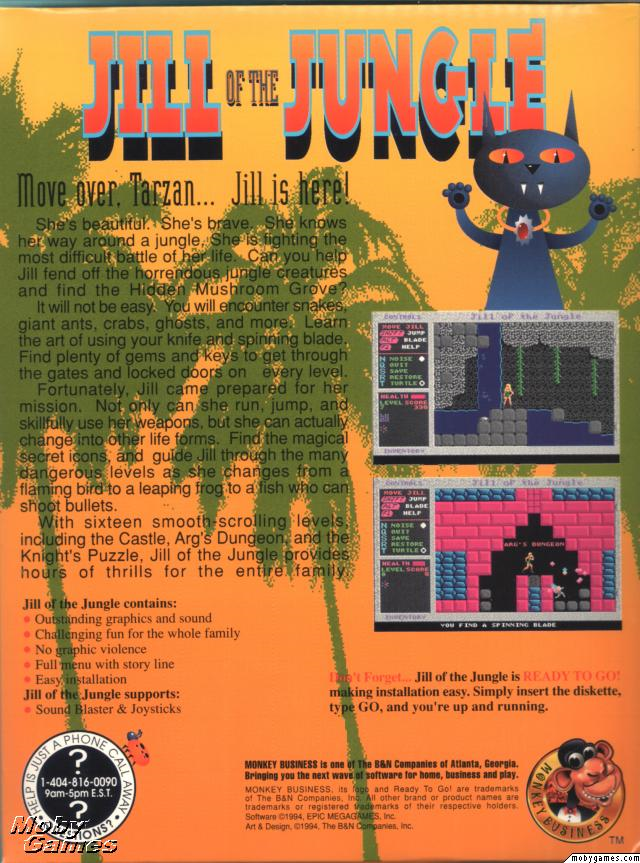 JILL OF THE JUNGLE
Move over, Tarzan... Jill is here!
She's beautiful. She's brave. She knows
her way around a jungle. She is fighting the
most difficult battle of her life. Can you help
Jill fend off the horrendous jungle creatures
and find the Hidden Mushroom Grove?
It will not be easy. You will encounter snakes,
giant ants, crabs, ghosts, and more. Learn
the art of using your knife and spinning blade.
Find plenty of gems and keys to get through
the gates and locked doors on every level.
Fortunately, Jill came prepared for her
mission. Not only can she run, jump, and
skillfully use her weapons, but she can actually
change into other life forms. Find the magical
secret icons, and guide Jill through the many
dangerous levels as she changes from a
flaming bird to a leaping frog to a fish who can
shoot bullets.
With sixteen smooth-scrolling levels,
including the Castle, Arg's Dungeon, and the
Knight's Puzzle, Jill of the Jungle provides
hours of thrills for the entire family.
CONTROLS
Jill of the Jungle
MOVE JILL
SHIFT JUMP
ALT BLADE
F1 HELP
N NOISE
Q QUIT
S SAVE
R RESTORE
T TURTLE
HEALTH
LEVEL SCORE
330
INVENTORY
CONTROLS
Jill of the Jungle
MOVE JILL
SHIFT JUMP
ALT BLADE
F1 HELP
N NOISE
Q QUIT
S SAVE
R RESTORE
T TURTLE
HEALTH
LEVEL SCORE
ARG'S DUNGEON
INVENTORY
YOU FIND A SPINNING BLADE
Jill of the Jungle contains:
• Outstanding graphics and sound
• Challenging fun for the whole family
• No graphic violence
• Full menu with story line
• Easy installation
Jill of the Jungle supports:
• Sound Blaster & Joysticks
Don't Forget... Jill of the Jungle is READY TO GO!
making installation easy. Simply insert the diskette,
type GO, and you're up and running.
HELP IS JUST A PHONE CALL AWAY
?
1-404-816-0090
9am-5pm E.S.T.
?
QUESTIONS?
MONKEY BUSINESS is one of The B&N Companies of Atlanta, Georgia.
Bringing you the next wave of software for home, business and play.
MONKEY BUSINESS, its logo and Ready To Go! are trademarks
of The B&N Companies, Inc. All other brand or product names are
trademarks or registered trademarks of their respective holders.
Software ©1994, EPIC MEGAGAMES, Inc.
Art & Design, ©1994, The B&N Companies, Inc.
MONKEY BUSINESS
TM
Moby Games
mobygames.com